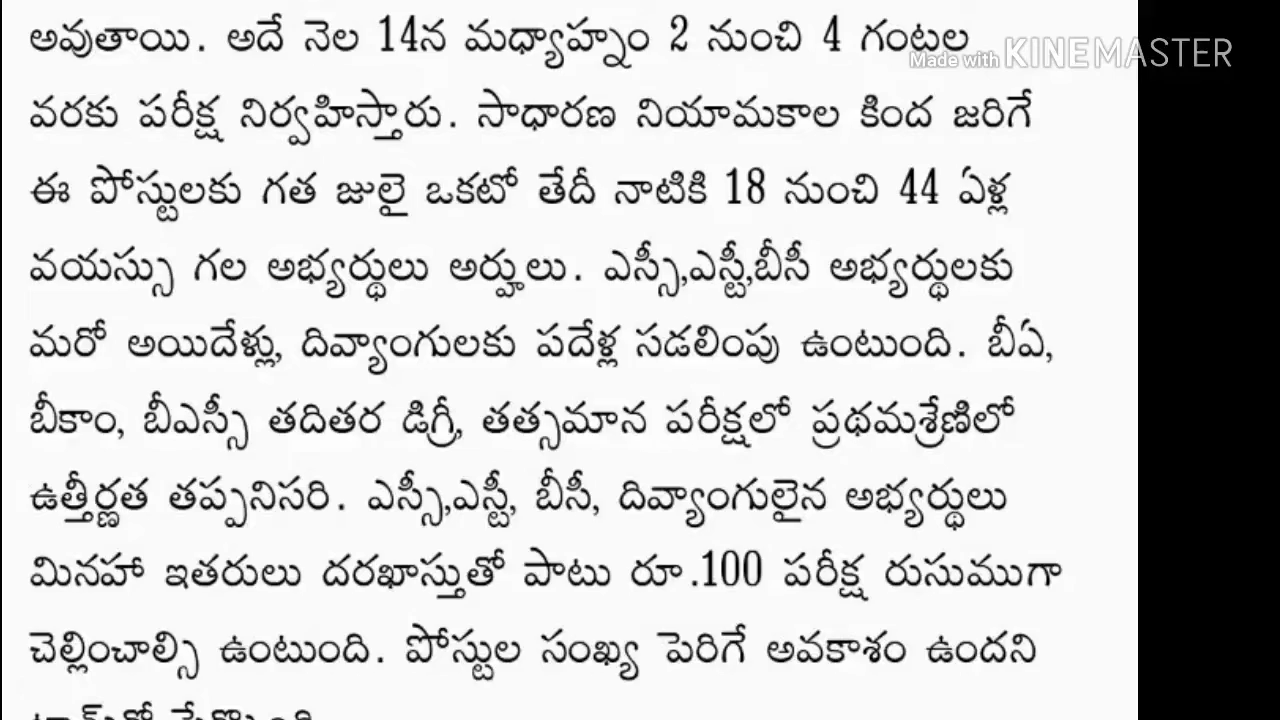 అవుతాయి. అదే నెల 14న మధ్యాహ్నం 2 నుంచి 4 గంటల
Made with KINEMASTER
వరకు పరీక్ష నిర్వహిస్తారు. సాధారణ నియామకాల కింద జరిగే
ఈ పోస్టులకు గత జులై ఒకటో తేదీ నాటికి 18 నుంచి 44 ఏళ్ల
వయస్సు గల అభ్యర్థులు అర్హులు. ఎస్సీ,ఎస్టీ,బీసీ అభ్యర్థులకు
మరో అయిదేళ్లు, దివ్యాంగులకు పదేళ్ల సడలింపు ఉంటుంది. బీఏ,
బీకాం, బీఎస్సీ తదితర డిగ్రీ, తత్సమాన పరీక్షలో ప్రథమశ్రేణిలో
ఉత్తీర్ణత తప్పనిసరి. ఎస్సీ,ఎస్టీ, బీసీ, దివ్యాంగులైన అభ్యర్థులు
మినహా ఇతరులు దరఖాస్తుతో పాటు రూ.100 పరీక్ష రుసుముగా
చెల్లించాల్సి ఉంటుంది. పోస్టుల సంఖ్య పెరిగే అవకాశం ఉందని